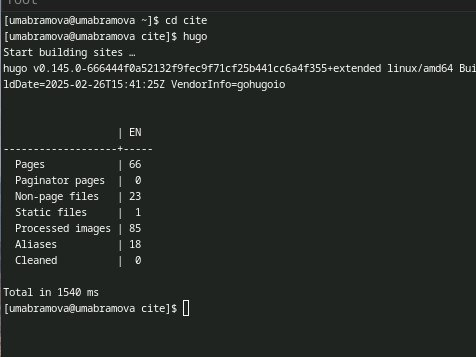 [umabramova@umabramova ~]$ cd cite
[umabramova@umabramova cite]$ hugo
Start building sites …
hugo v0.145.0-666444f0a52132f9fec9f71cf25b441cc6a4f355+extended linux/amd64 Bui
ldDate=2025-02-26T15:41:25Z VendorInfo=gohugoio
                   | EN
-------------------+-----
  Pages            | 66
  Paginator pages  |  0
  Non-page files   | 23
  Static files     |  1
  Processed images | 85
  Aliases          | 18
  Cleaned          |  0
Total in 1540 ms
[umabramova@umabramova cite]$